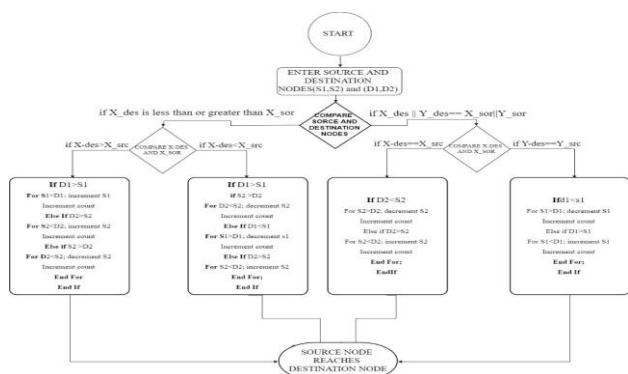 START
ENTER SOURCE AND
DESTINATION
NODES(S1,S2) and (D1,D2)
if X_des is less than or greater than X_sor
COMPARE
SORCE AND
DESTINATION
NODES
if X_des || Y_des== X_sor||Y_sor
if X-des>X_src
COMPARE X-DES
AND X_SOR
if X-des<X_src
if X-des==X_src
COMPARE X-DES
AND X_SOR
if Y-des==Y_src
If D1>S1
For S1<D1; increment S1
Increment count
Else If D2>S2
For S2<D2; increment S2
Increment count
Else if S2 >D2
For D2<S2; decrement S2
Increment count
End For
End If
If D1>S1
if S2 >D2
For D2<S2; decrement S2
Increment count
Else If D1<S1
For S1>D1; decrement s1
Increment count
Else If D2>S2
For S2<D2; increment S2
Increment count
End For;
End If
If D2<S2
For S2>D2; decrement S2
Increment count
Else if D2>S2
For S2<D2; increment S2
Increment count
End For;
EndIf
Ifd1<s1
For S1>D1; decrement S1
Increment count
Else if D1>S1
For S1<D1; increment S1
Increment count
End For;
End If
SOURCE NODE
REACHES
DESTINATION NODE